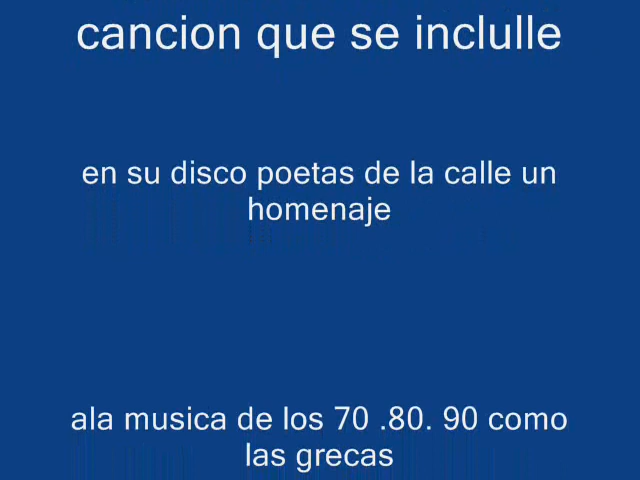 cancion que se inclulle
en su disco poetas de la calle un
homenaje
ala musica de los 70 .80. 90 como
las grecas